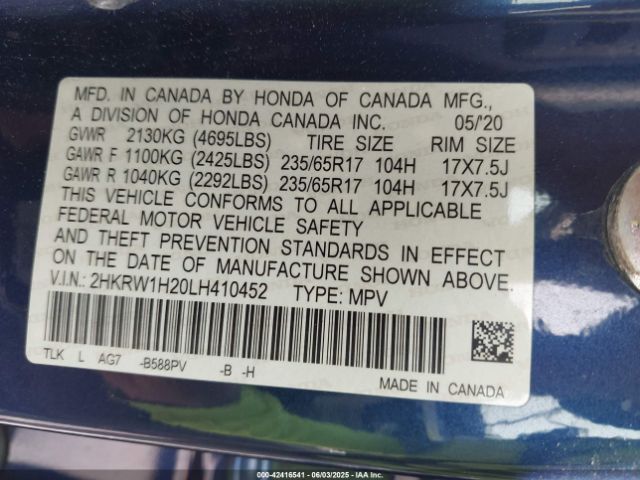 MFD. IN CANADA BY HONDA OF CANADA MFG.,
A DIVISION OF HONDA CANADA INC. 05/'20
GVWR 2130KG (4695LBS) TIRE SIZE RIM SIZE
GAWR F 1100KG (2425LBS) 235/65R17 104H 17X7.5J
GAWR R 1040KG (2292LBS) 235/65R17 104H 17X7.5J
THIS VEHICLE CONFORMS TO ALL APPLICABLE
FEDERAL MOTOR VEHICLE SAFETY
AND THEFT PREVENTION STANDARDS IN EFFECT
ON THE DATE OF MANUFACTURE SHOWN ABOVE.
V.I.N.: 2HKRW1H20LH410452 TYPE: MPV
TLK L AG7 -B588PV -B -H
MADE IN CANADA
000-42416541 - 06/03/2025 - IAAI.COM